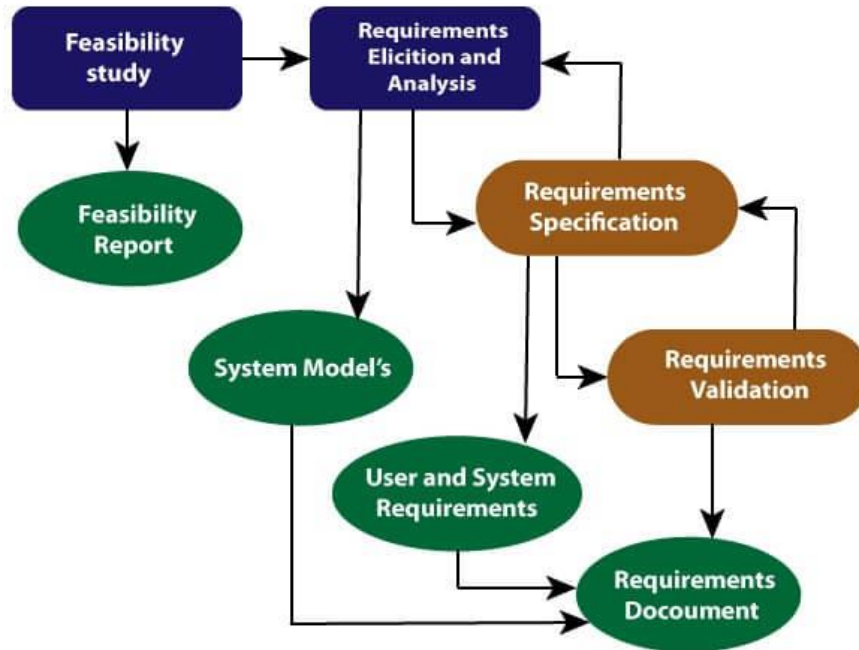 Feasibility
study
Requirements
Elicition and
Analysis
Feasibility
Report
Requirements
Specification
System Model's
Requirements
Validation
User and System
Requirements
Requirements
Docoument